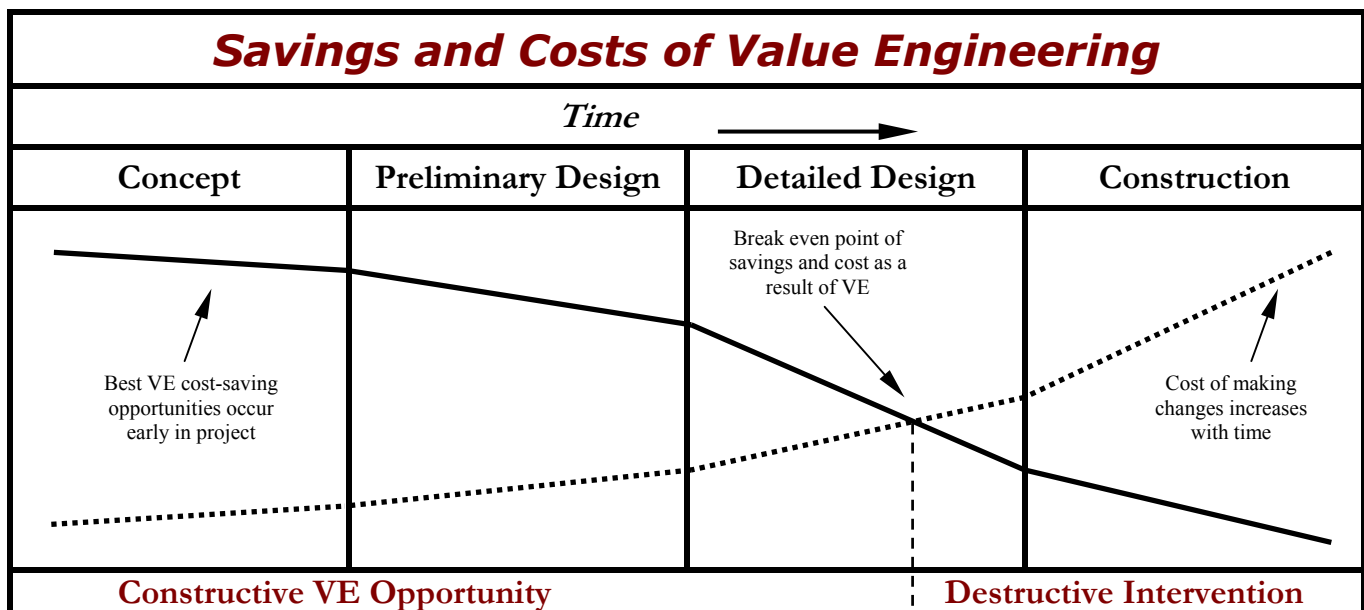 Savings and Costs of Value Engineering
Time
Concept
Preliminary Design
Detailed Design
Construction
Break even point of
savings and cost as a
result of VE
Best VE cost-saving
opportunities occur
early in project
Cost of making
changes increases
with time
Constructive VE Opportunity
Destructive Intervention